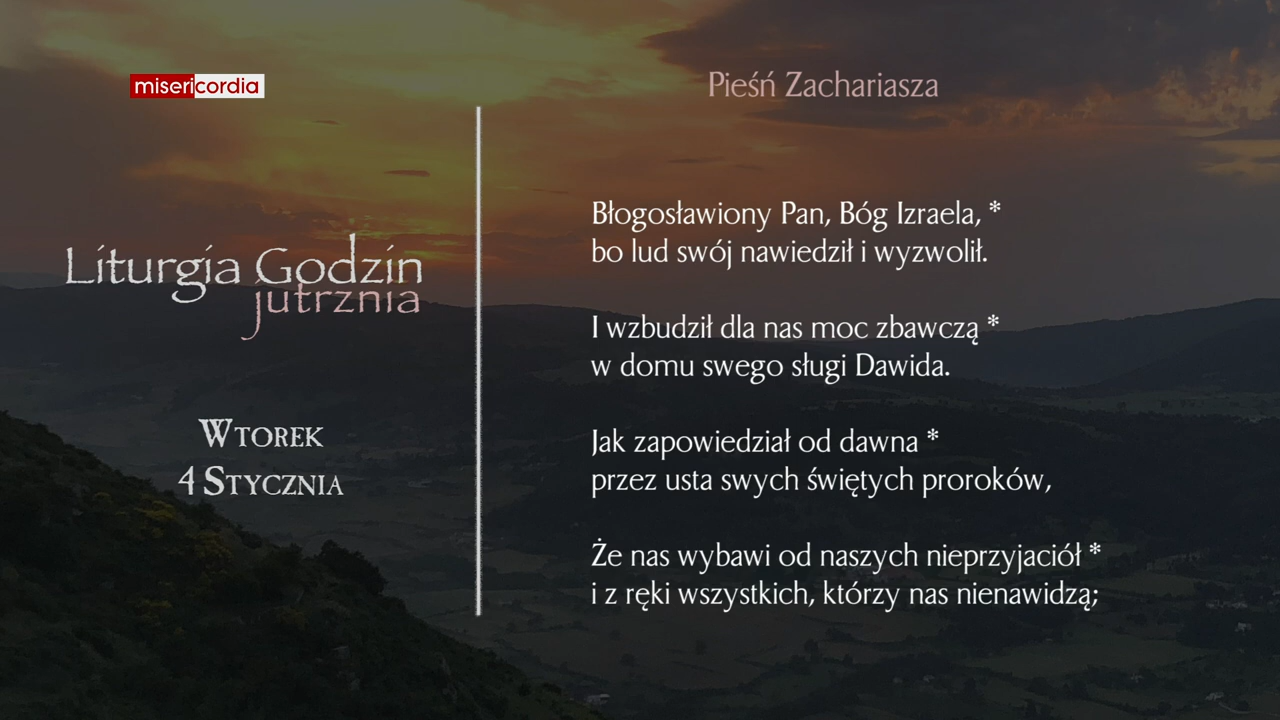 misericordia
Liturgia Godzin
jutrznia
Wtorek
4 Stycznia
Pieśń Zachariasza
Błogosławiony Pan, Bóg Izraela, *
bo lud swój nawiedził i wyzwolił.
I wzbudził dla nas moc zbawczą *
w domu swego sługi Dawida.
Jak zapowiedział od dawna *
przez usta swych świętych proroków,
Że nas wybawi od naszych nieprzyjaciół *
i z ręki wszystkich, którzy nas nienawidzą;